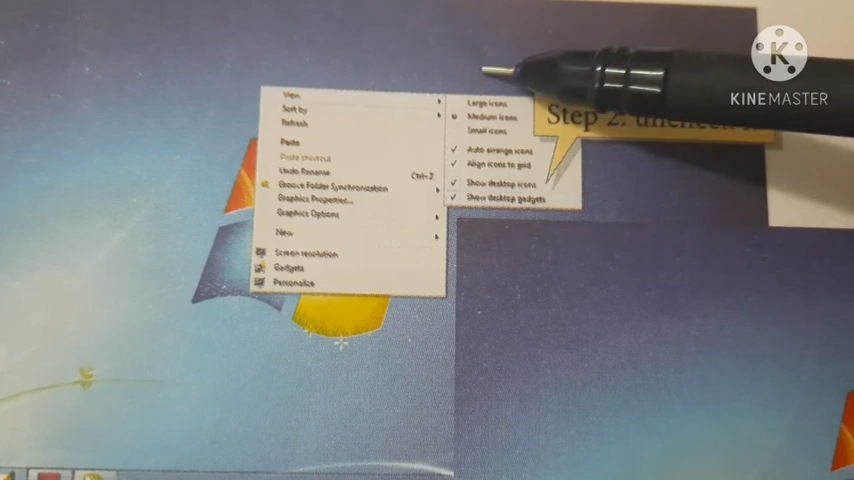 KINEMASTER
View
Sort by
Refresh
Paste
Paste shortcut
Undo Rename Ctrl+Z
Groove Folder Synchronization
Graphics Properties...
Graphics Options
New
Screen resolution
Gadgets
Personalize
Large icons
Medium icons
Small icons
Auto arrange icons
Align icons to grid
Show desktop icons
Show desktop gadgets
Step 2: uncheck